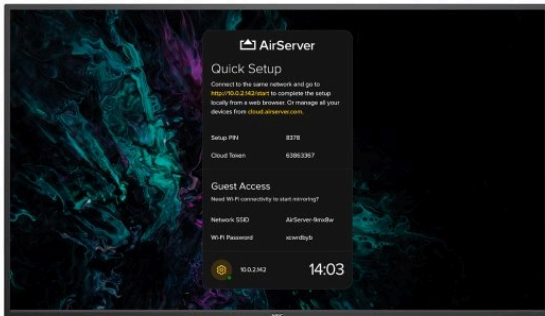 AirServer
Quick Setup
Connect to the same network and go to
http://10.0.2.142/start to complete the setup
locally from a web browser. Or manage all your
devices from cloud.airserver.com.
Setup PIN 8378
Cloud Token 63863367
Guest Access
Need Wi-Fi connectivity to start mirroring?
Network SSID AirServer-9mx8w
Wi-Fi Password xcwrdbyb
10.0.2.142 14:03